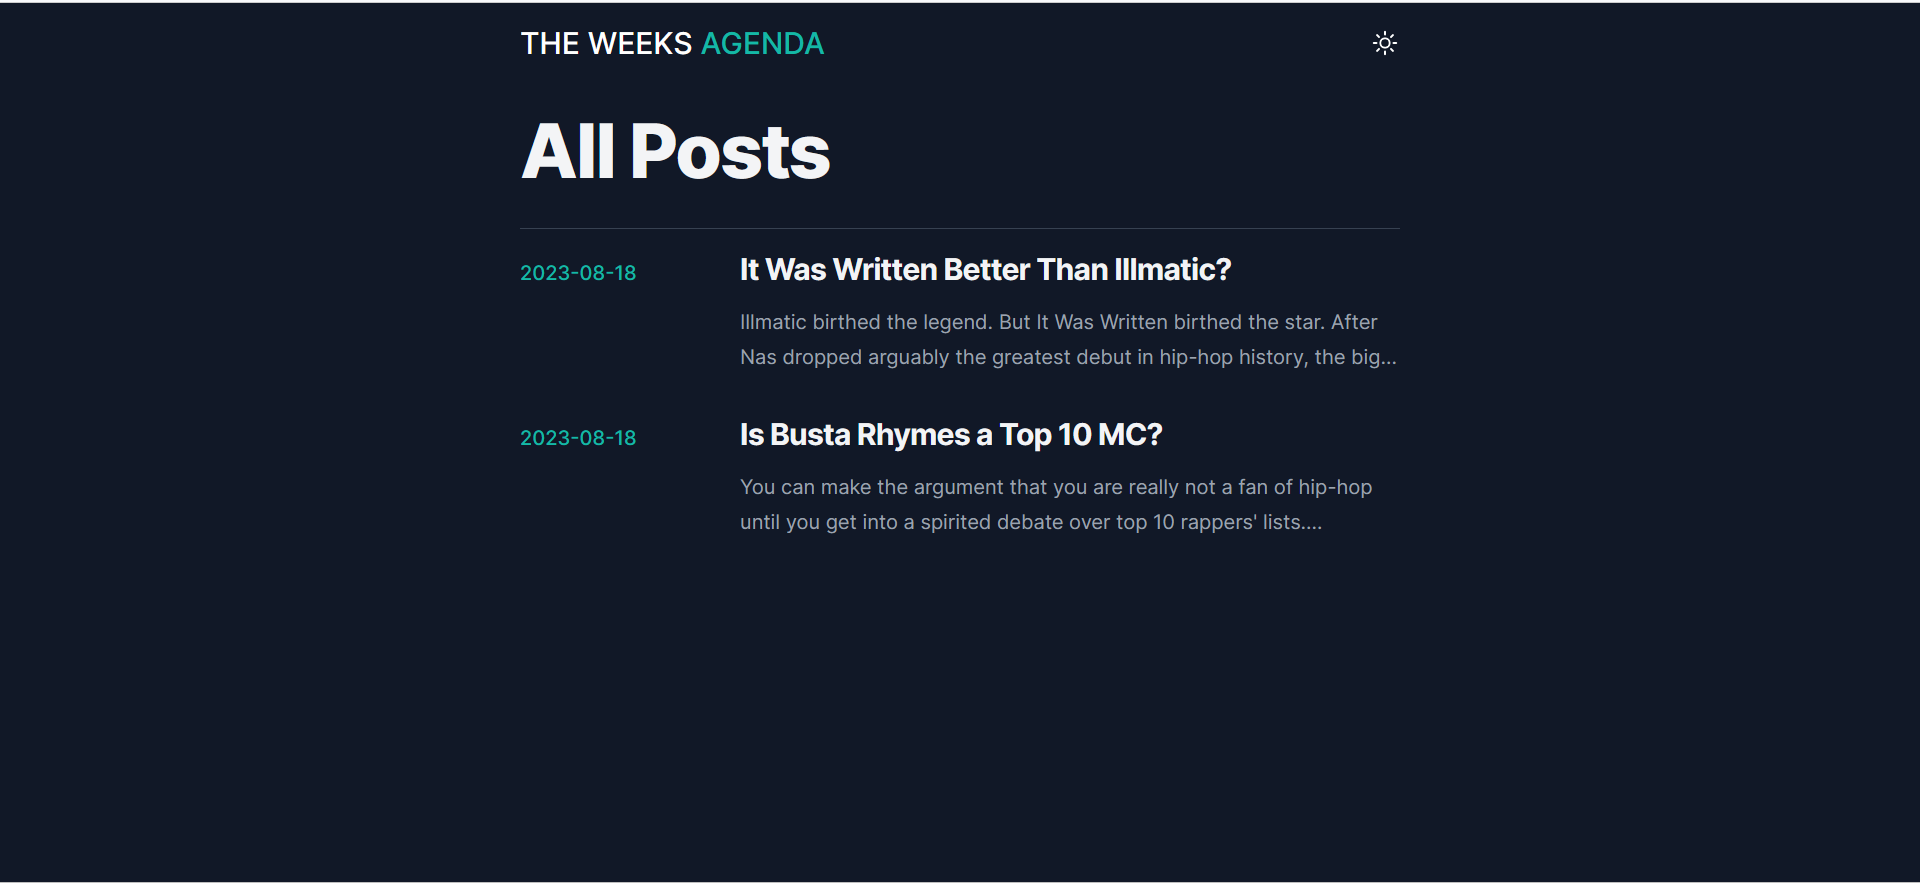 THE WEEKS AGENDA
All Posts
2023-08-18
It Was Written Better Than Illmatic?
Illmatic birthed the legend. But It Was Written birthed the star. After
Nas dropped arguably the greatest debut in hip-hop history, the big...
2023-08-18
Is Busta Rhymes a Top 10 MC?
You can make the argument that you are really not a fan of hip-hop
until you get into a spirited debate over top 10 rappers' lists....